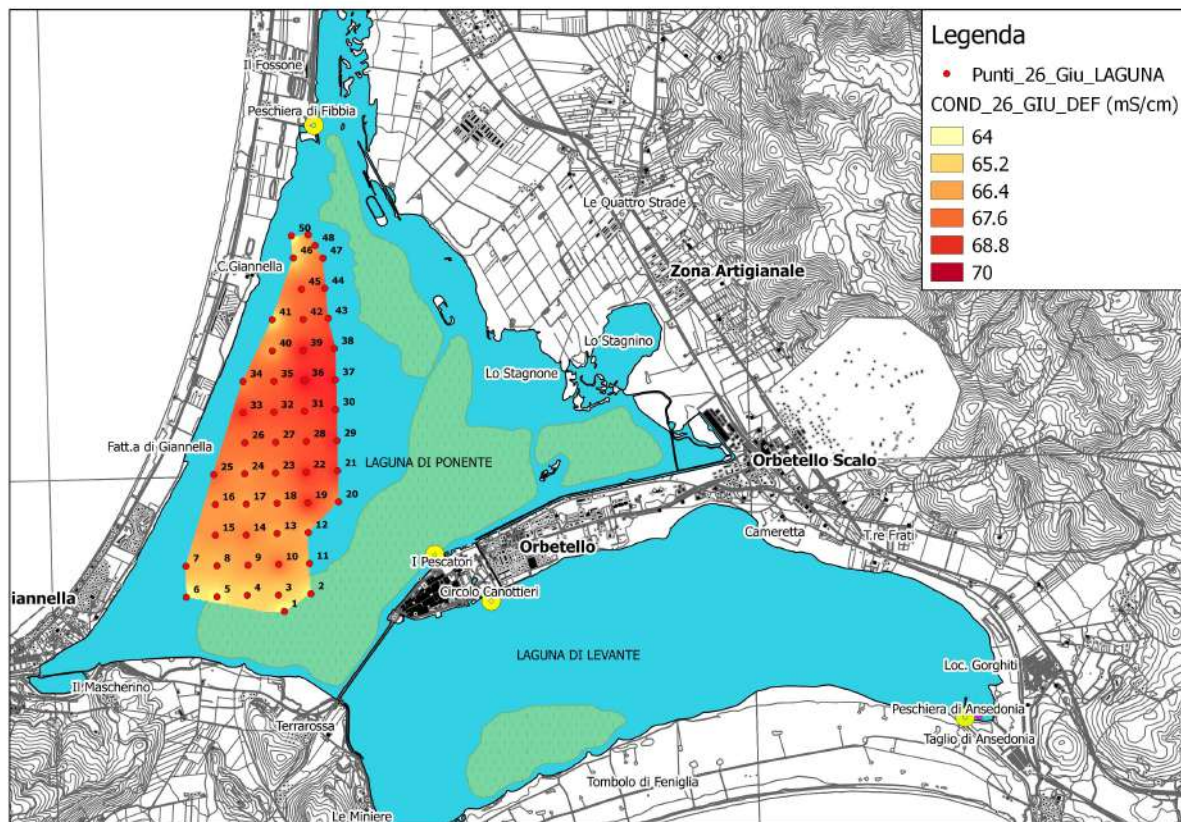 Legenda
Punti_26_Giu_LAGUNA
COND_26_GIU_DEF (mS/cm)
64
65.2
66.4
67.6
68.8
70
Il Fossone
Peschiera di Fibbia
Le Quattro Strade
C.Giannella
Zona Artigianale
Lo Stagnino
Lo Stagnone
Fatt.a di Giannella
LAGUNA DI PONENTE
Orbetello Scalo
Cameretta
T.re Frati
Orbetello
I Pescatori
Circolo Canottieri
iannella
LAGUNA DI LEVANTE
Loc. Gorghiti
Il Mascherino
Peschiera di Ansedonia
Terrarossa
Taglio di Ansedonia
Tombolo di Feniglia
Le Miniere
50
48
46 47
45 44
41 42 43
40 39 38
34 35 36 37
33 32 31 30
26 27 28 29
25 24 23 22 21
16 17 18 19 20
15 14 13 12
7 8 9 10 11
6 5 4 3 2
1